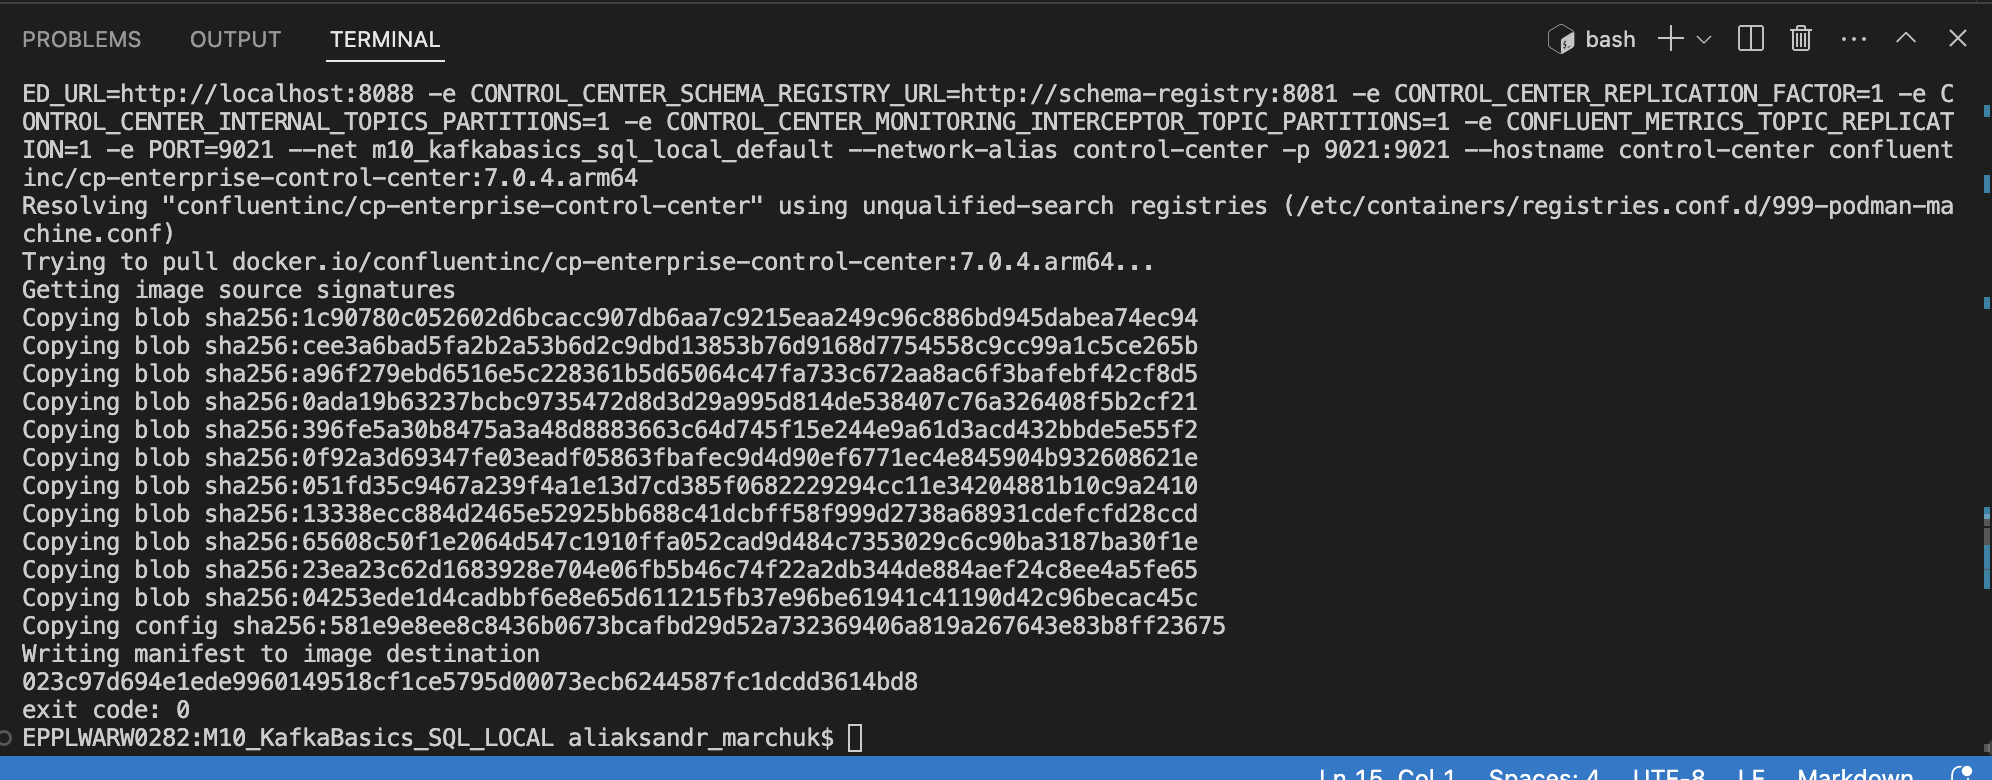 PROBLEMS OUTPUT TERMINAL bash
ED_URL=http://localhost:8088 -e CONTROL_CENTER_SCHEMA_REGISTRY_URL=http://schema-registry:8081 -e CONTROL_CENTER_REPLICATION_FACTOR=1 -e C
ONTROL_CENTER_INTERNAL_TOPICS_PARTITIONS=1 -e CONTROL_CENTER_MONITORING_INTERCEPTOR_TOPIC_PARTITIONS=1 -e CONFLUENT_METRICS_TOPIC_REPLICAT
ION=1 -e PORT=9021 --net m10_kafkabasics_sql_local_default --network-alias control-center -p 9021:9021 --hostname control-center confluent
inc/cp-enterprise-control-center:7.0.4.arm64
Resolving "confluentinc/cp-enterprise-control-center" using unqualified-search registries (/etc/containers/registries.conf.d/999-podman-ma
chine.conf)
Trying to pull docker.io/confluentinc/cp-enterprise-control-center:7.0.4.arm64...
Getting image source signatures
Copying blob sha256:1c90780c052602d6bcacc907db6aa7c9215eaa249c96c886bd945dabea74ec94
Copying blob sha256:cee3a6bad5fa2b2a53b6d2c9dbd13853b76d9168d7754558c9cc99a1c5ce265b
Copying blob sha256:a96f279ebd6516e5c228361b5d65064c47fa733c672aa8ac6f3bafebf42cf8d5
Copying blob sha256:0ada19b63237bcbc9735472d8d3d29a995d814de538407c76a326408f5b2cf21
Copying blob sha256:396fe5a30b8475a3a48d8883663c64d745f15e244e9a61d3acd432bbde5e55f2
Copying blob sha256:0f92a3d69347fe03eadf05863fbafec9d4d90ef6771ec4e845904b932608621e
Copying blob sha256:051fd35c9467a239f4a1e13d7cd385f0682229294cc11e34204881b10c9a2410
Copying blob sha256:13338ecc884d2465e52925bb688c41dcbff58f999d2738a68931cdefcfd28ccd
Copying blob sha256:65608c50f1e2064d547c1910ffa052cad9d484c7353029c6c90ba3187ba30f1e
Copying blob sha256:23ea23c62d1683928e704e06fb5b46c74f22a2db344de884aef24c8ee4a5fe65
Copying blob sha256:04253ede1d4cadbbf6e8e65d611215fb37e96be61941c41190d42c96becac45c
Copying config sha256:581e9e8ee8c8436b0673bcafbd29d52a732369406a819a267643e83b8ff23675
Writing manifest to image destination
023c97d694e1ede9960149518cf1ce5795d00073ecb6244587fc1dcdd3614bd8
exit code: 0
EPPLWARW0282:M10_KafkaBasics_SQL_LOCAL aliaksandr_marchuk$
Ln 15, Col 1 Spaces: 4 UTF-8 LF Markdown